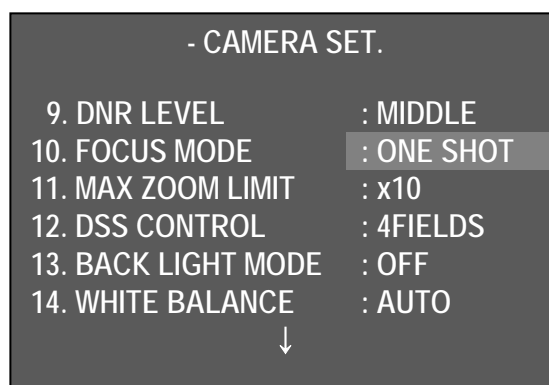 - CAMERA SET.
9. DNR LEVEL : MIDDLE
10. FOCUS MODE : ONE SHOT
11. MAX ZOOM LIMIT : x10
12. DSS CONTROL : 4FIELDS
13. BACK LIGHT MODE : OFF
14. WHITE BALANCE : AUTO
↓